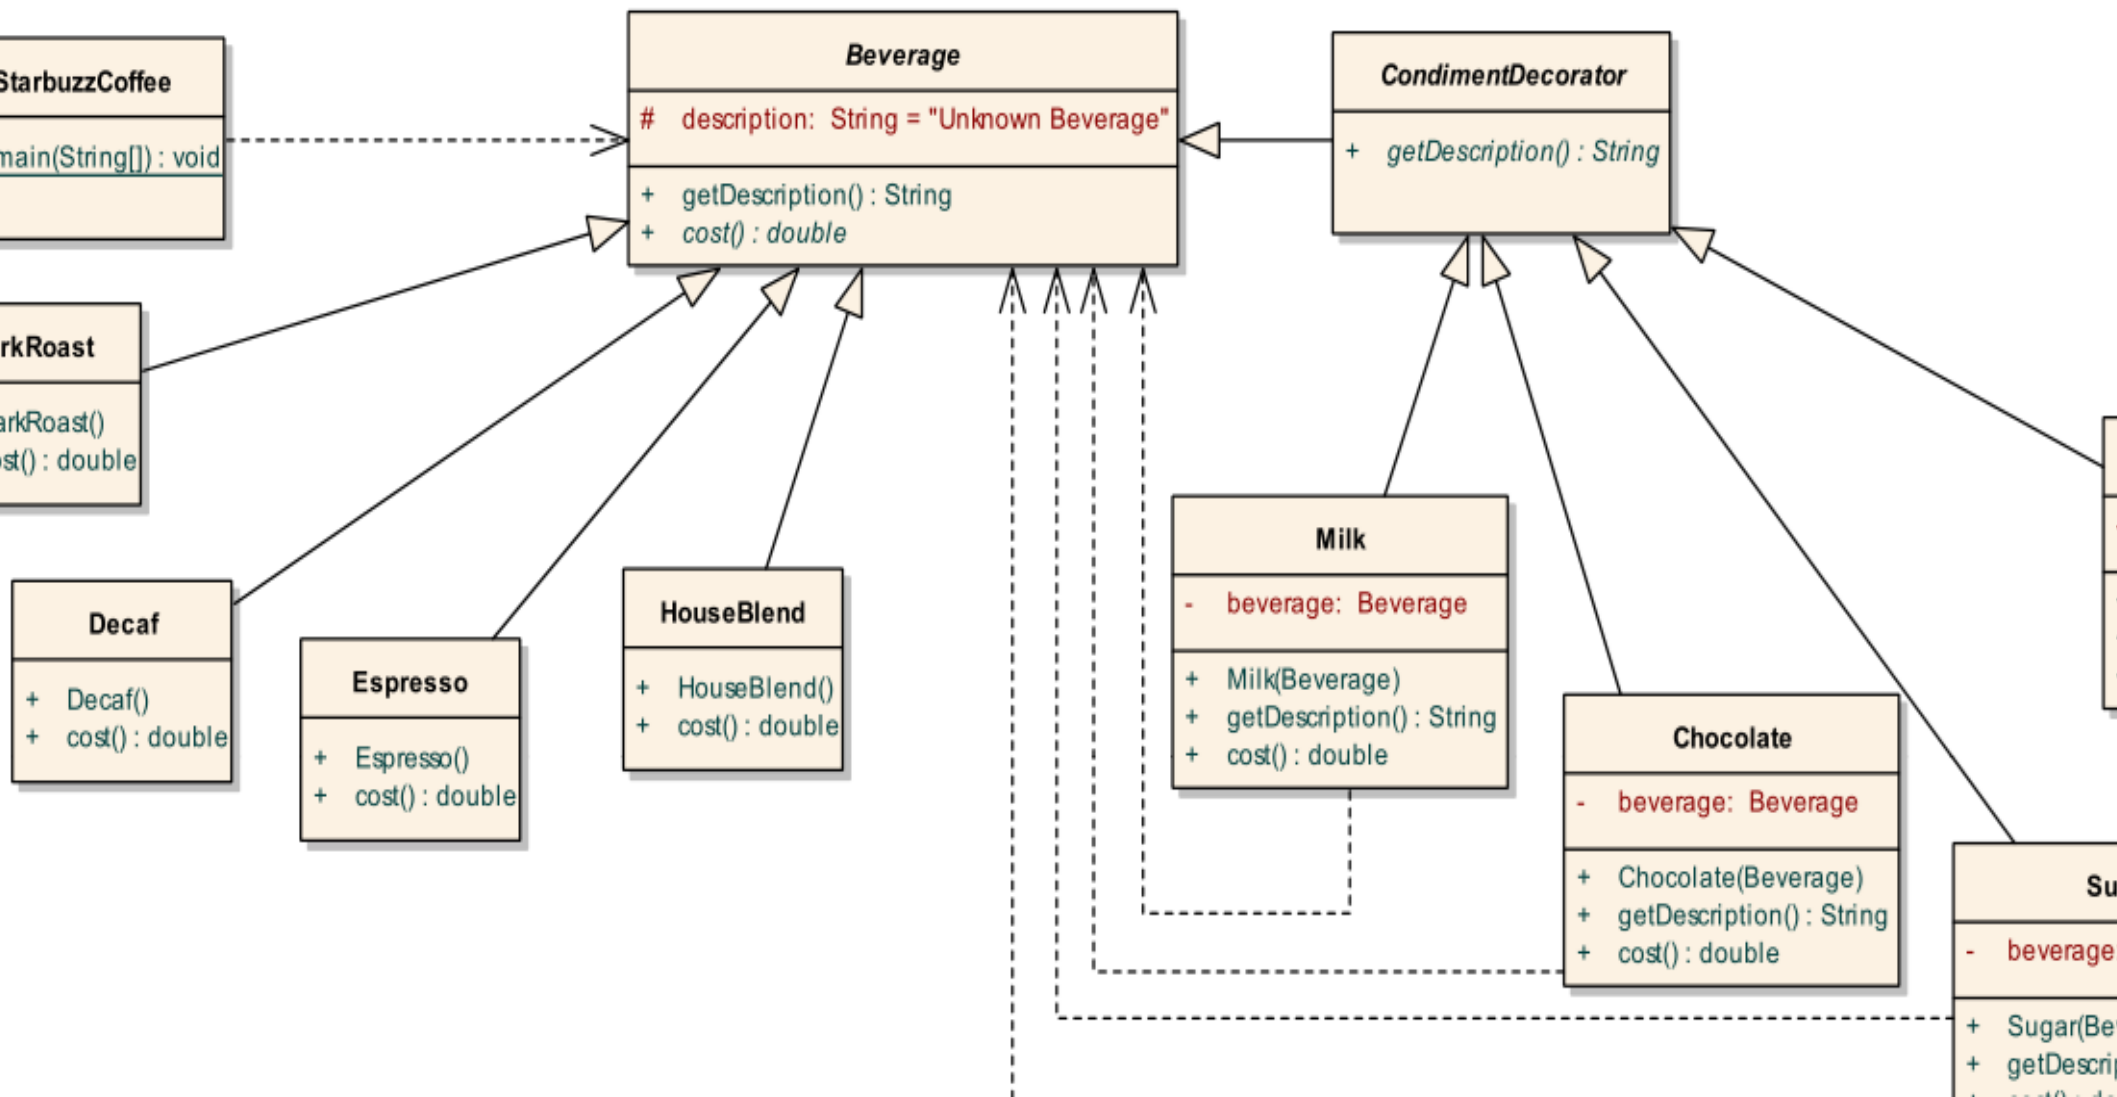 StarbuzzCoffee
main(String[]) : void
Beverage
# description: String = "Unknown Beverage"
+ getDescription() : String
+ cost() : double
CondimentDecorator
+ getDescription() : String
rkRoast
arkRoast()
ost() : double
Decaf
+ Decaf()
+ cost() : double
Espresso
+ Espresso()
+ cost() : double
HouseBlend
+ HouseBlend()
+ cost() : double
Milk
- beverage: Beverage
+ Milk(Beverage)
+ getDescription() : String
+ cost() : double
Chocolate
- beverage: Beverage
+ Chocolate(Beverage)
+ getDescription() : String
+ cost() : double
Su
- beverage
+ Sugar(Be
+ getDescrip